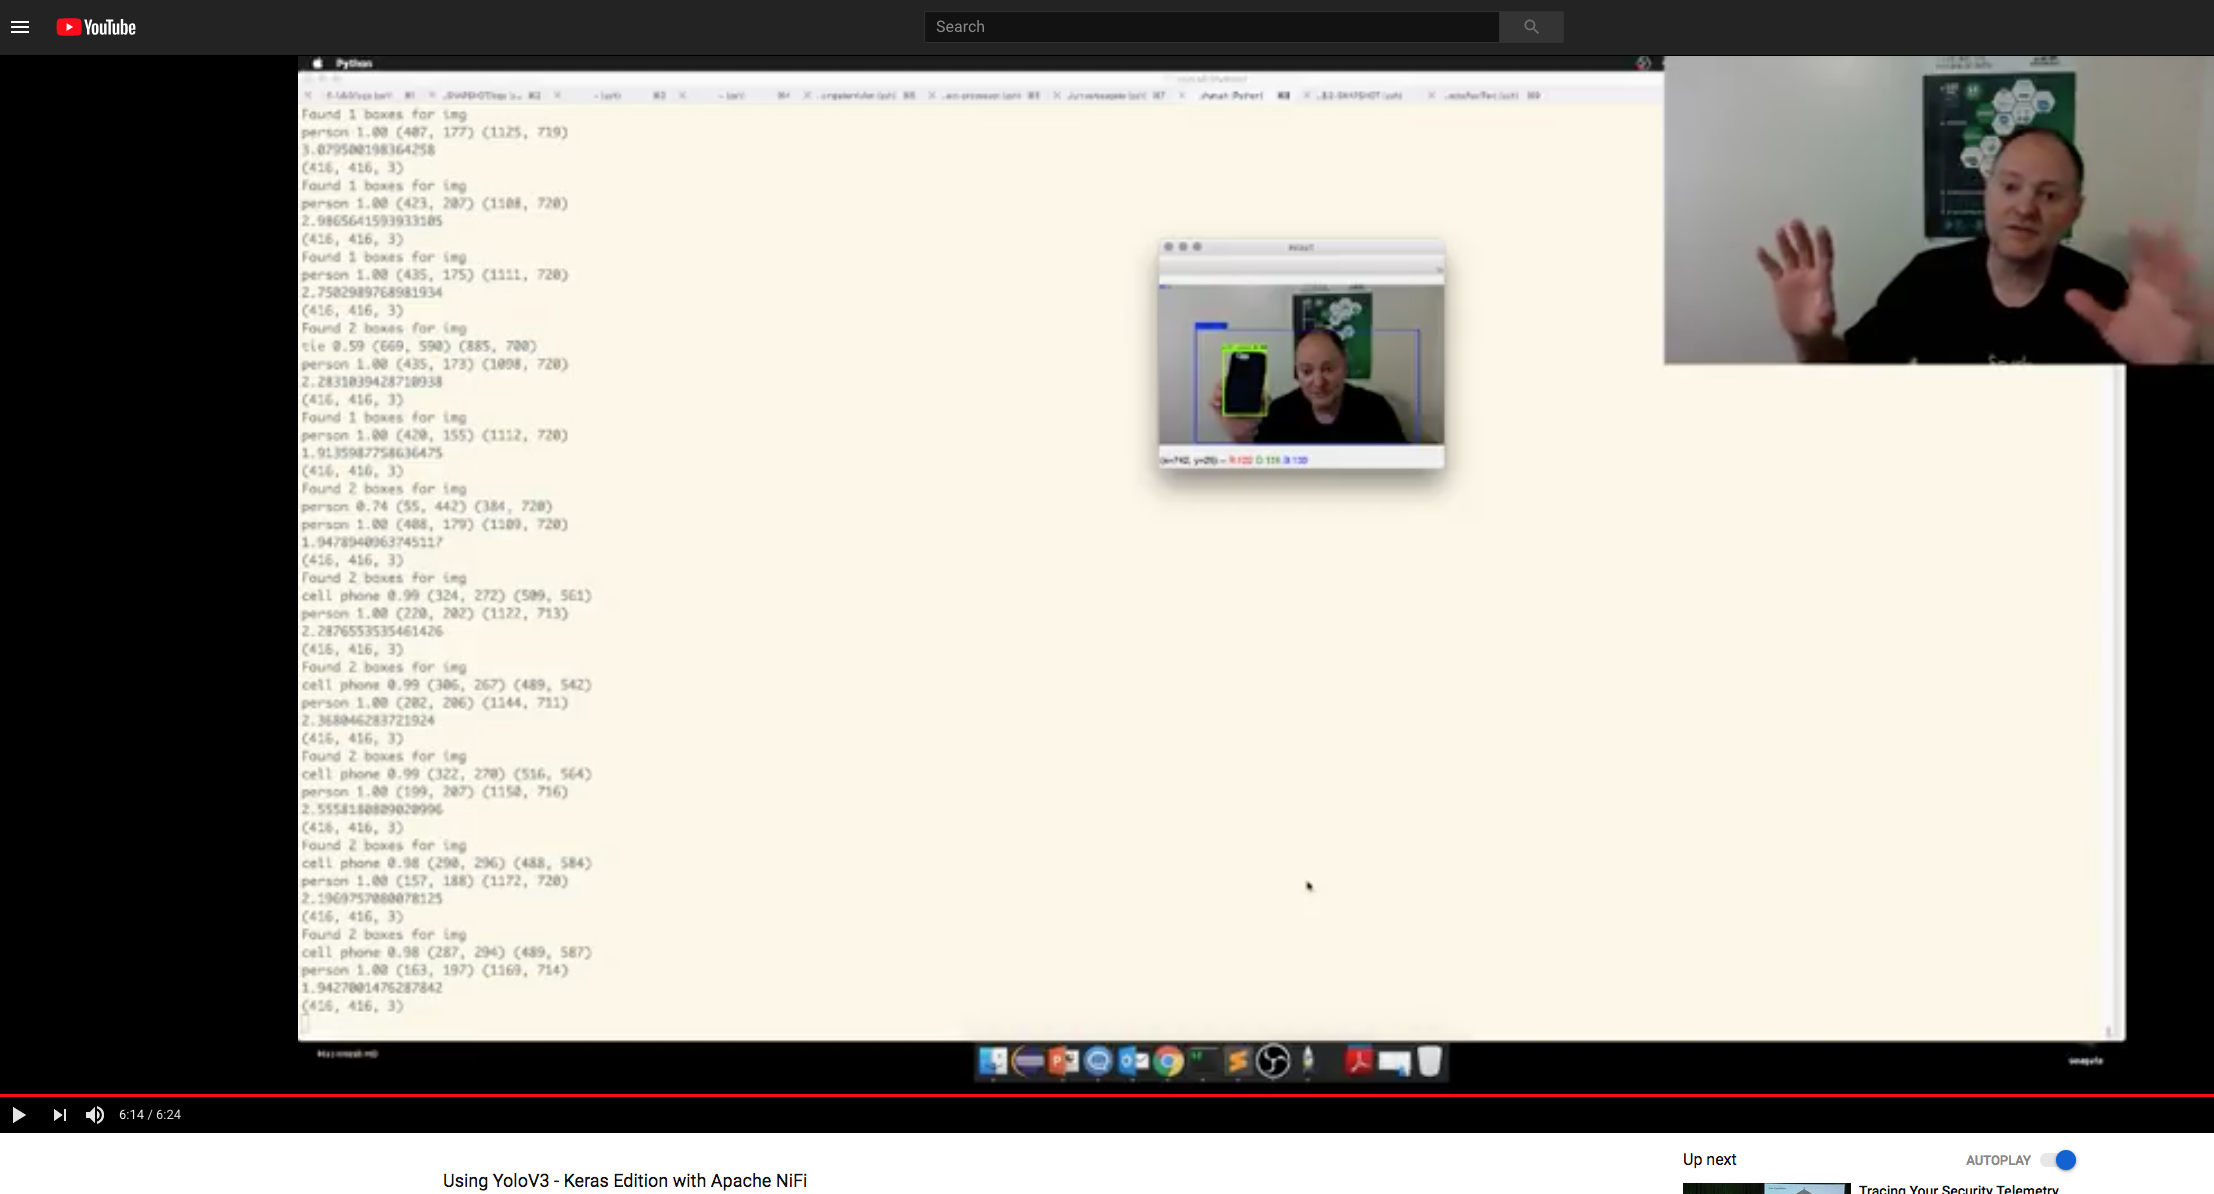 YouTube
Search
Python
Found 1 boxes for img
person 1.00 (407, 177) (1125, 719)
3.079500198364258
(416, 416, 3)
Found 1 boxes for img
person 1.00 (423, 207) (1108, 720)
2.9865641593933105
(416, 416, 3)
Found 1 boxes for img
person 1.00 (435, 175) (1111, 720)
2.7502989768981934
(416, 416, 3)
Found 2 boxes for img
tie 0.59 (669, 590) (885, 700)
person 1.00 (435, 173) (1098, 720)
2.2831039428710938
(416, 416, 3)
Found 1 boxes for img
person 1.00 (420, 155) (1112, 720)
1.9135987758636475
(416, 416, 3)
Found 2 boxes for img
person 0.74 (55, 442) (384, 720)
person 1.00 (408, 179) (1109, 720)
1.9478940963745117
(416, 416, 3)
Found 2 boxes for img
cell phone 0.99 (324, 272) (509, 561)
person 1.00 (220, 202) (1122, 713)
2.2876553535461426
(416, 416, 3)
Found 2 boxes for img
cell phone 0.99 (306, 267) (489, 542)
person 1.00 (202, 206) (1144, 711)
2.368046283721924
(416, 416, 3)
Found 2 boxes for img
cell phone 0.99 (322, 270) (516, 564)
person 1.00 (199, 207) (1150, 716)
2.5558180809020996
(416, 416, 3)
Found 2 boxes for img
cell phone 0.98 (290, 296) (488, 584)
person 1.00 (157, 188) (1172, 720)
2.1969757080078125
(416, 416, 3)
Found 2 boxes for img
cell phone 0.98 (287, 294) (489, 587)
person 1.00 (163, 197) (1169, 714)
1.9427001476287842
(416, 416, 3)
Macintosh HD
6:14 / 6:24
Using YoloV3 - Keras Edition with Apache NiFi
Up next
AUTOPLAY
Tracing Your Security Telemetry